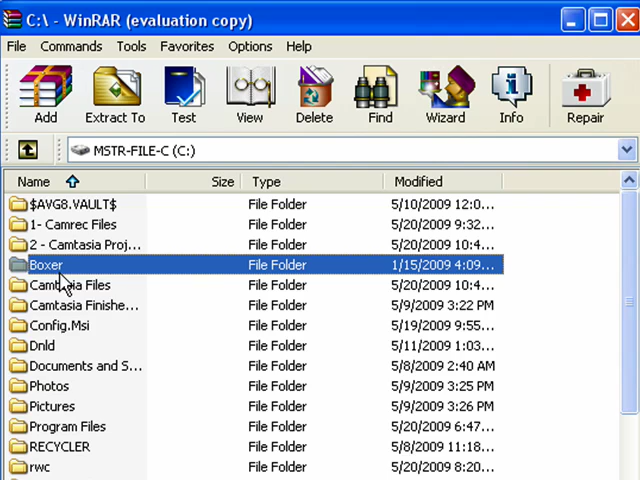 C:\ - WinRAR (evaluation copy)
File Commands Tools Favorites Options Help
Add Extract To Test View Delete Find Wizard Info Repair
MSTR-FILE-C (C:)
Name Size Type Modified
$AVG8.VAULT$ File Folder 5/10/2009 12:0...
1- Camrec Files File Folder 5/20/2009 9:32...
2 - Camtasia Proj... File Folder 5/20/2009 10:4...
Boxer File Folder 1/15/2009 4:09...
Camtasia Files File Folder 5/20/2009 10:4...
Camtasia Finishe... File Folder 5/9/2009 3:22 PM
Config.Msi File Folder 5/19/2009 9:55...
Dnld File Folder 5/11/2009 1:03...
Documents and S... File Folder 5/8/2009 2:40 AM
Photos File Folder 5/9/2009 3:25 PM
Pictures File Folder 5/9/2009 3:26 PM
Program Files File Folder 5/20/2009 6:47...
RECYCLER File Folder 5/8/2009 11:18...
rwc File Folder 5/20/2009 8:20...